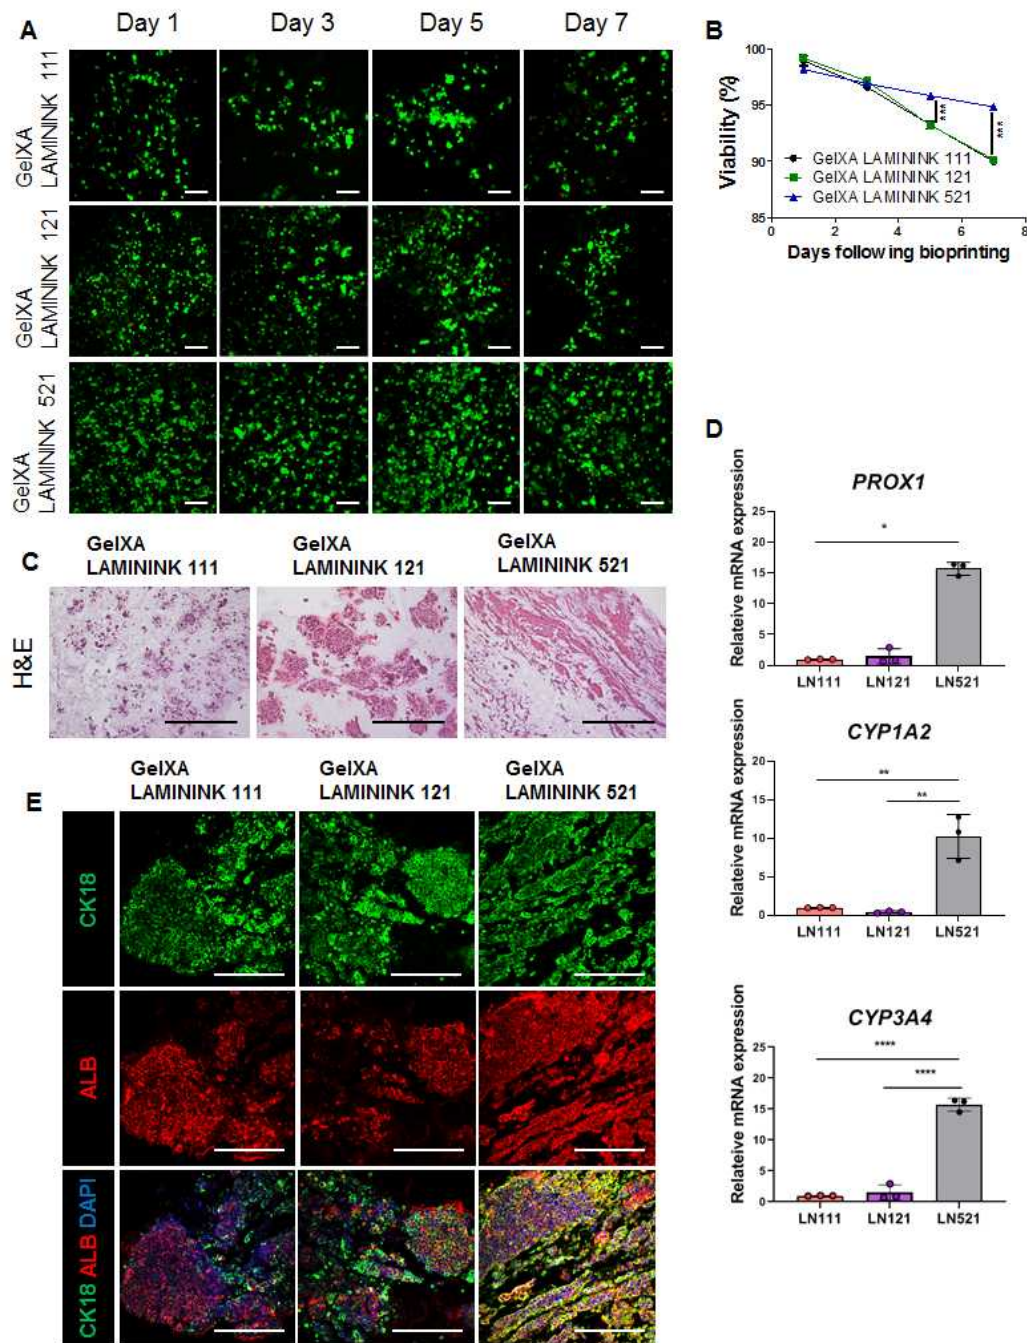 A
Day 1
Day 3
Day 5
Day 7
GelXA
LAMININK 111
GelXA
LAMININK 121
GelXA
LAMININK 521
B
Viability (%)
100
95
90
85
***
***
GelXA LAMININK 111
GelXA LAMININK 121
GelXA LAMININK 521
0 2 4 6 8
Days following bioprinting
C
GelXA
LAMININK 111
GelXA
LAMININK 121
GelXA
LAMININK 521
H&E
D
PROX1
Relateive mRNA expression
25
20
15
10
5
0
*
LN111 LN121 LN521
CYP1A2
Relateive mRNA expression
20
15
10
5
0
**
**
LN111 LN121 LN521
CYP3A4
Relateive mRNA expression
25
20
15
10
5
0
****
****
LN111 LN121 LN521
E
GelXA
LAMININK 111
GelXA
LAMININK 121
GelXA
LAMININK 521
CK18
ALB
CK18 ALB DAPI